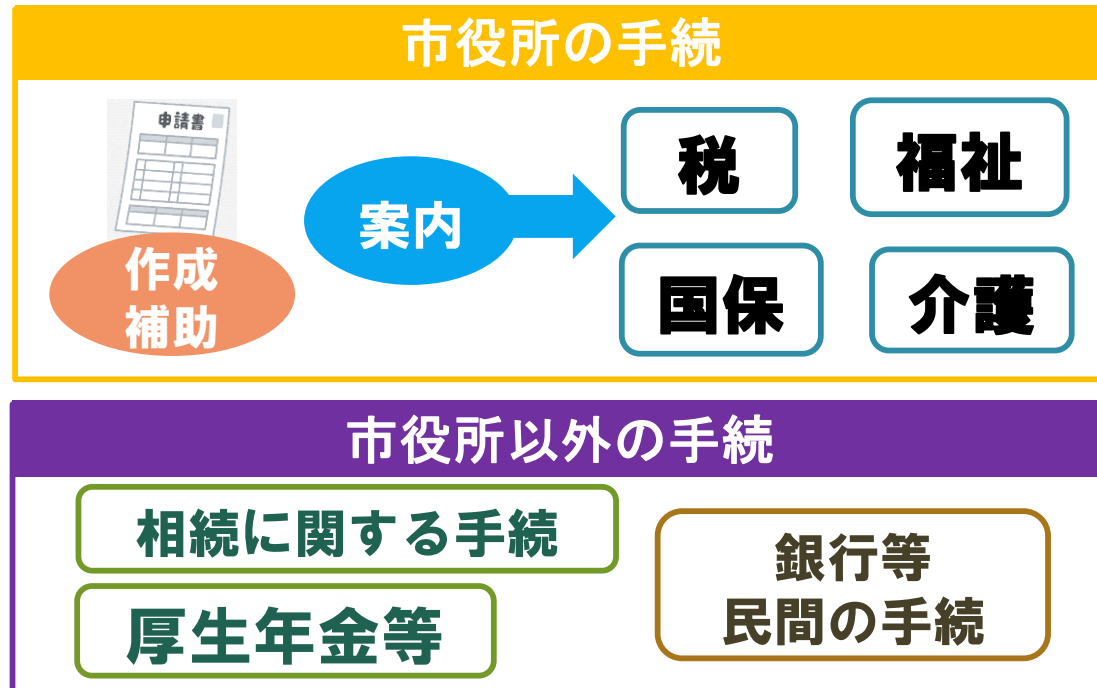 市役所の手続
申請書
作成
補助
案内
税
福祉
国保
介護
市役所以外の手続
相続に関する手続
厚生年金等
銀行等
民間の手続